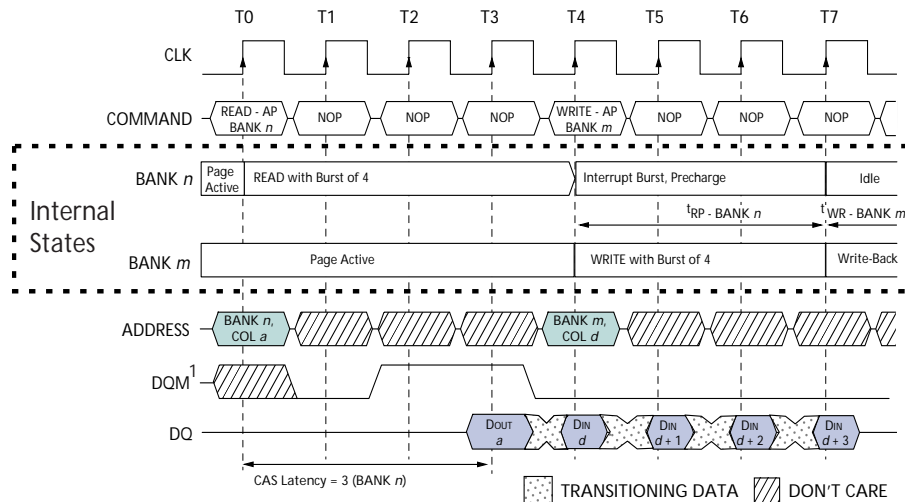 T0 T1 T2 T3 T4 T5 T6 T7
CLK
COMMAND READ - AP BANK n NOP NOP NOP WRITE - AP BANK m NOP NOP NOP
Internal States
BANK n Page Active READ with Burst of 4 Interrupt Burst, Precharge Idle
tRP - BANK n tWR - BANK m
BANK m Page Active WRITE with Burst of 4 Write-Back
ADDRESS BANK n, COL a BANK m, COL d
DQM1
DQ DOUT a DIN d DIN d + 1 DIN d + 2 DIN d + 3
CAS Latency = 3 (BANK n)
TRANSITIONING DATA DON'T CARE